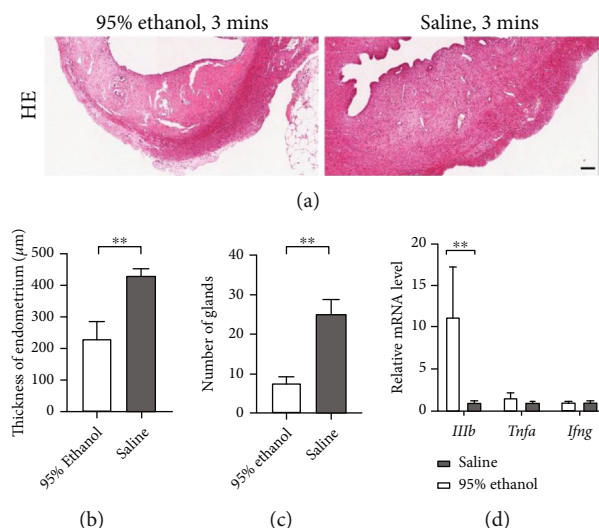 95% ethanol, 3 mins
Saline, 3 mins
HE
(a)
Thickness of endometrium (μm)
500
400
300
200
100
0
**
95% Ethanol
Saline
(b)
Number of glands
40
30
20
10
0
**
95% ethanol
Saline
(c)
Relative mRNA level
20
15
10
5
0
**
IIIb
Tnfa
Ifng
Saline
95% ethanol
(d)